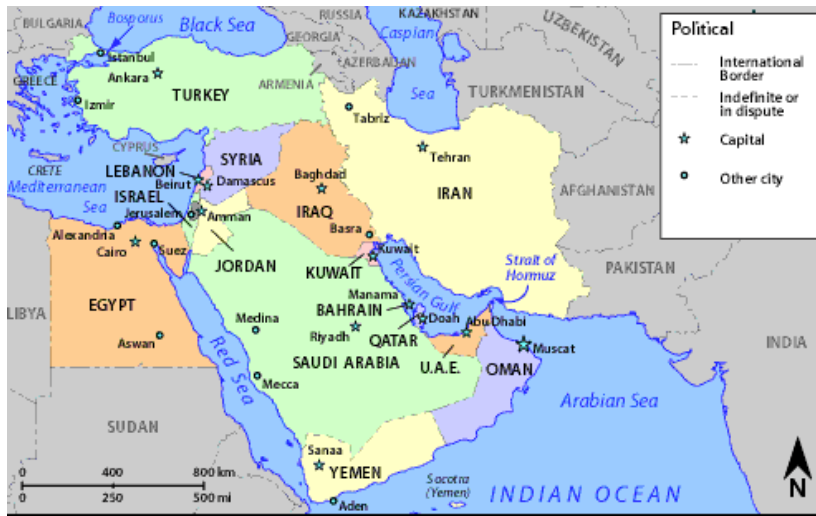 BULGARIA
Bosporus
Black Sea
RUSSIA
GEORGIA
KAZAKHSTAN
Caspian
Sea
UZBEKISTAN
Istanbul
Ankara
GREECE
ARMENIA
AZERBADAN
TURKMENISTAN
TURKEY
Izmir
Tabriz
CYPRUS
SYRIA
Tehran
CRETE
LEBANON
Beirut
Damascus
Baghdad
IRAN
AFGHANISTAN
Mediterranean
Sea
ISRAEL
Jerusalem
Amman
IRAQ
Alexandria
Cairo
Suez
Basra
Kuwait
JORDAN
KUWAIT
Strait of
Hormuz
PAKISTAN
Persian Gulf
LIBYA
EGYPT
Manama
BAHRAIN
Medina
Doah
Abu Dhabi
Riyadh
QATAR
Aswan
Muscat
INDIA
Red Sea
SAUDI ARABIA
U.A.E.
OMAN
Mecca
Arabian Sea
SUDAN
Sanaa
YEMEN
Socotra
(Yemen)
Aden
INDIAN OCEAN
0 400 800 km
0 250 500 mi
N
Political
International
Border
Indefinite or
in dispute
Capital
Other city